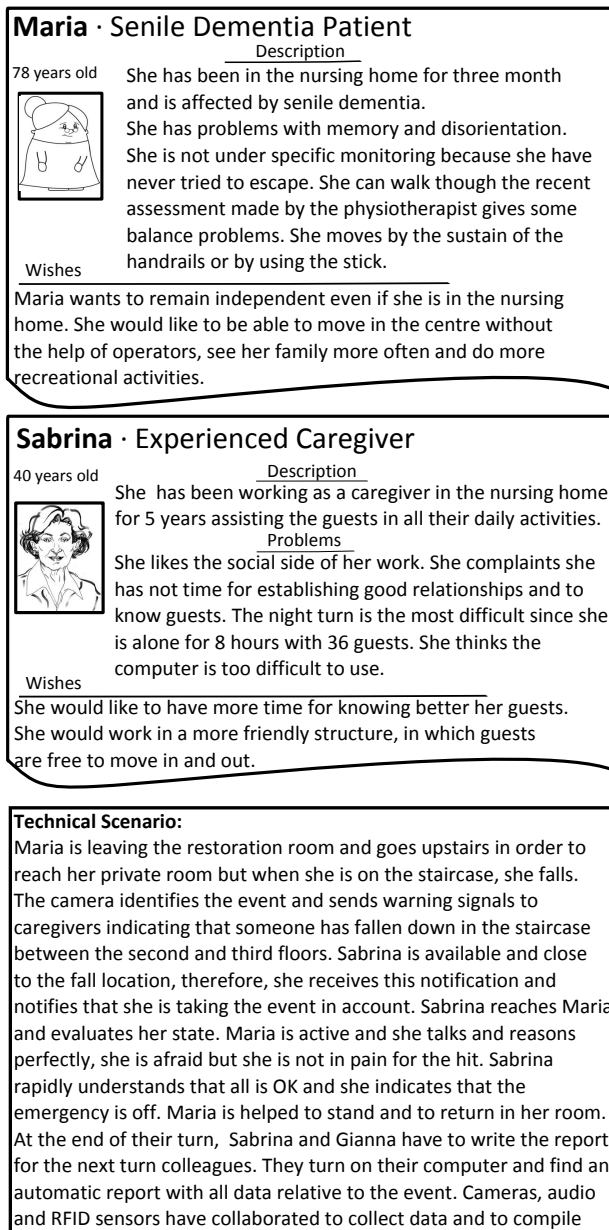 Maria · Senile Dementia Patient
Description
78 years old
She has been in the nursing home for three month
and is affected by senile dementia.
She has problems with memory and disorientation.
She is not under specific monitoring because she have
never tried to escape. She can walk though the recent
assessment made by the physiotherapist gives some
balance problems. She moves by the sustain of the
handrails or by using the stick.
Wishes
Maria wants to remain independent even if she is in the nursing
home. She would like to be able to move in the centre without
the help of operators, see her family more often and do more
recreational activities.
Sabrina · Experienced Caregiver
40 years old
Description
She has been working as a caregiver in the nursing home
for 5 years assisting the guests in all their daily activities.
Problems
She likes the social side of her work. She complaints she
has not time for establishing good relationships and to
know guests. The night turn is the most difficult since she
is alone for 8 hours with 36 guests. She thinks the
computer is too difficult to use.
Wishes
She would like to have more time for knowing better her guests.
She would work in a more friendly structure, in which guests
are free to move in and out.
Technical Scenario:
Maria is leaving the restoration room and goes upstairs in order to
reach her private room but when she is on the staircase, she falls.
The camera identifies the event and sends warning signals to
caregivers indicating that someone has fallen down in the staircase
between the second and third floors. Sabrina is available and close
to the fall location, therefore, she receives this notification and
notifies that she is taking the event in account. Sabrina reaches Maria
and evaluates her state. Maria is active and she talks and reasons
perfectly, she is afraid but she is not in pain for the hit. Sabrina
rapidly understands that all is OK and she indicates that the
emergency is off. Maria is helped to stand and to return in her room.
At the end of their turn, Sabrina and Gianna have to write the report
for the next turn colleagues. They turn on their computer and find an
automatic report with all data relative to the event. Cameras, audio
and RFID sensors have collaborated to collect data and to compile